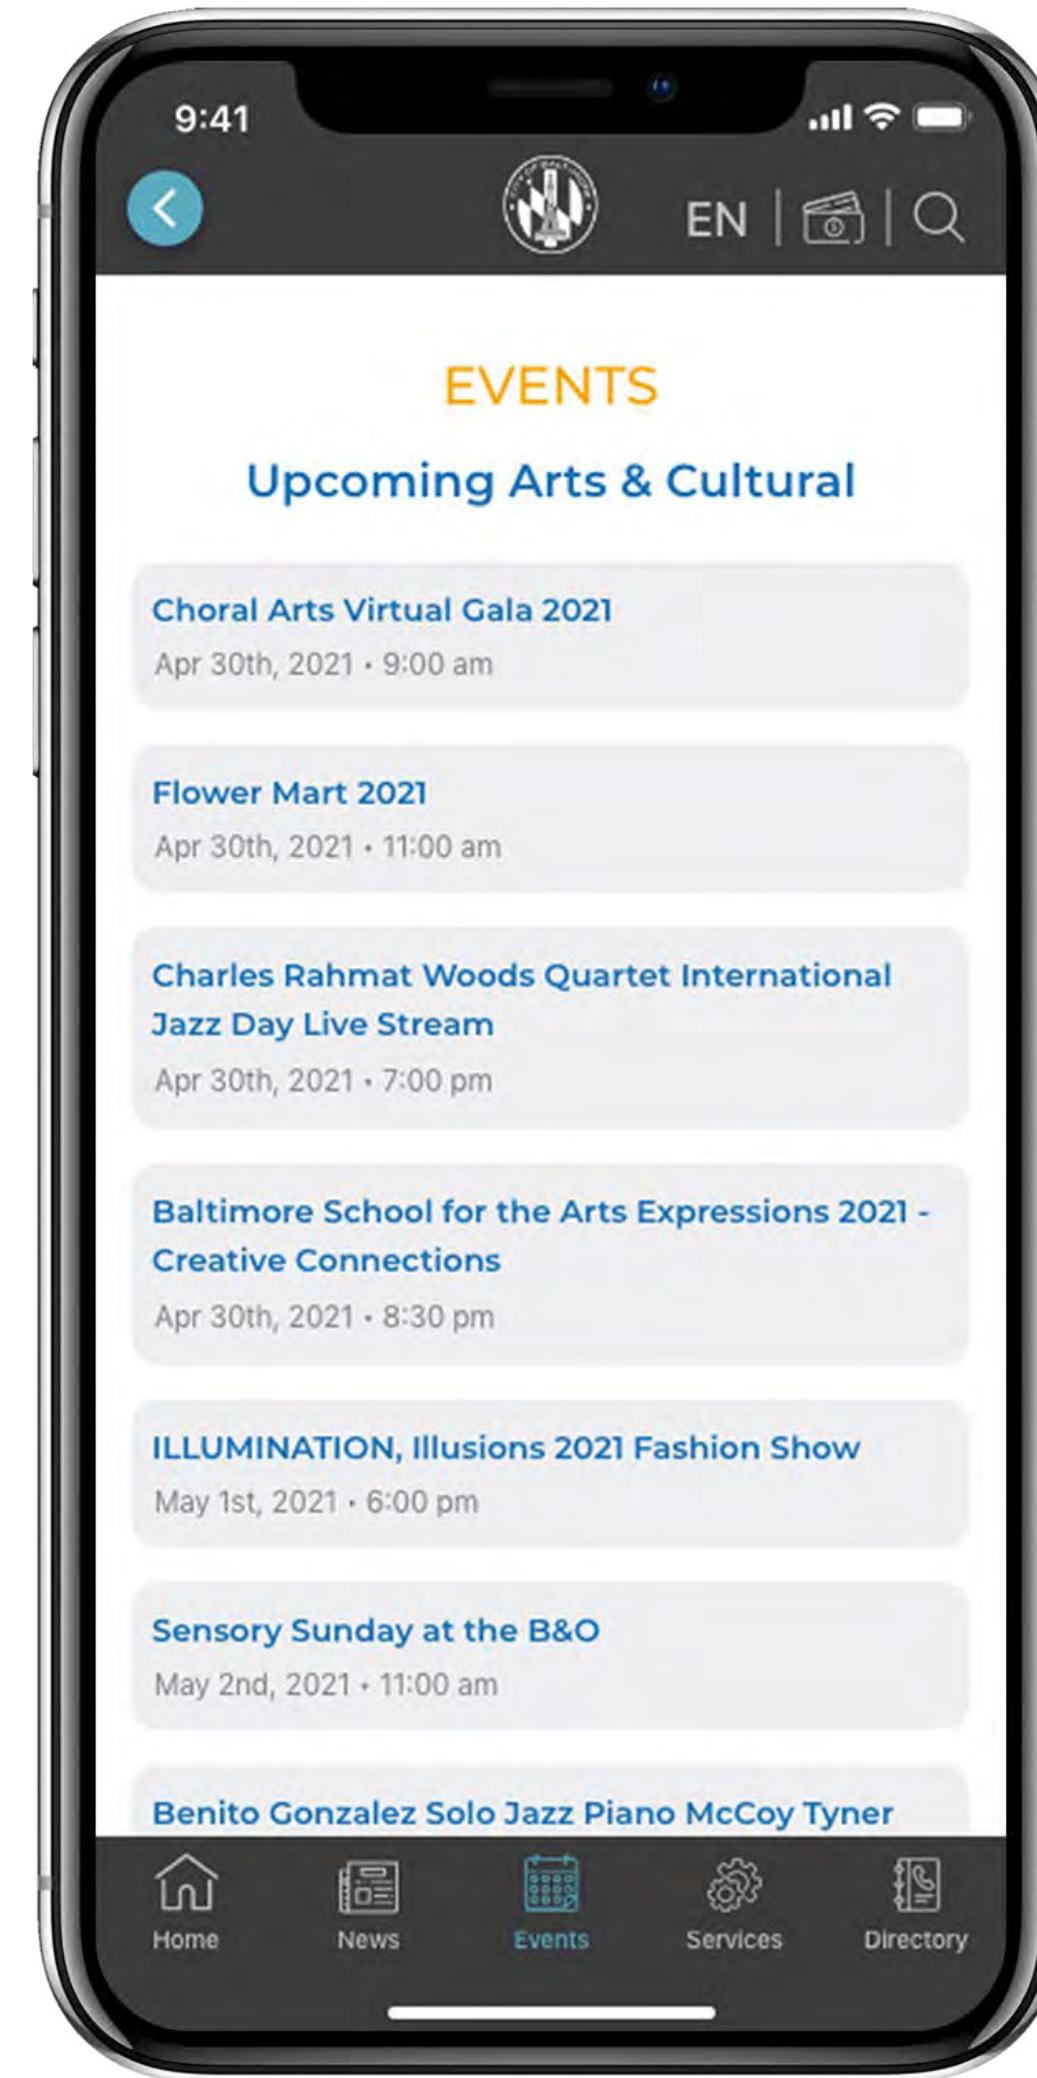 9:41
EN
EVENTS
Upcoming Arts & Cultural
Choral Arts Virtual Gala 2021
Apr 30th, 2021 • 9:00 am
Flower Mart 2021
Apr 30th, 2021 • 11:00 am
Charles Rahmat Woods Quartet International
Jazz Day Live Stream
Apr 30th, 2021 • 7:00 pm
Baltimore School for the Arts Expressions 2021 -
Creative Connections
Apr 30th, 2021 • 8:30 pm
ILLUMINATION, Illusions 2021 Fashion Show
May 1st, 2021 • 6:00 pm
Sensory Sunday at the B&O
May 2nd, 2021 • 11:00 am
Benito Gonzalez Solo Jazz Piano McCoy Tyner
Home
News
Events
Services
Directory